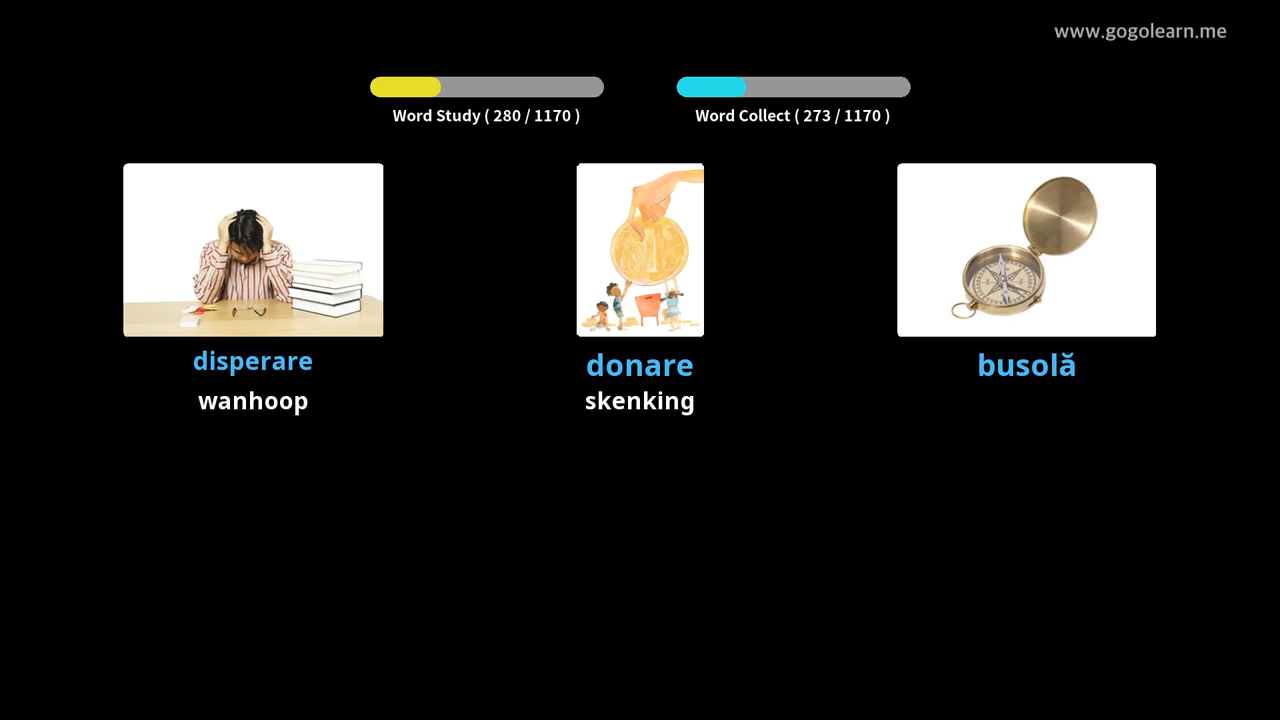 www.gogolearn.me
Word Study ( 280 / 1170 )
Word Collect ( 273 / 1170 )
disperare
wanhoop
donare
skenking
busolă